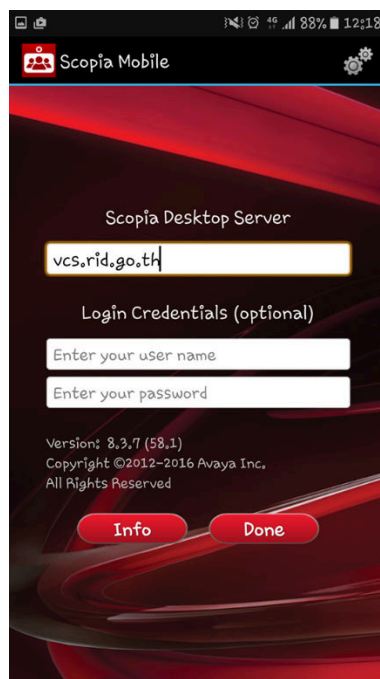 4G 88% 12:18
Scopia Mobile
Scopia Desktop Server
vcs.rid.go.th
Login Credentials (optional)
Enter your user name
Enter your password
Version: 8.3.7 (58.1)
Copyright ©2012-2016 Avaya Inc.
All Rights Reserved
Info Done